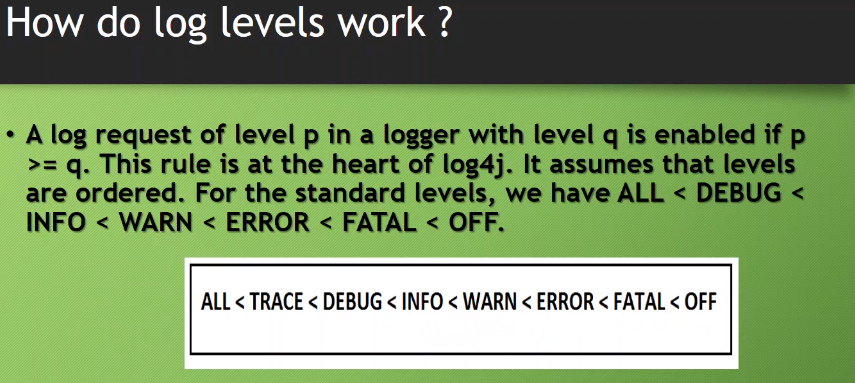 How do log levels work ?
• A log request of level p in a logger with level q is enabled if p
>= q. This rule is at the heart of log4j. It assumes that levels
are ordered. For the standard levels, we have ALL < DEBUG <
INFO < WARN < ERROR < FATAL < OFF.
ALL < TRACE < DEBUG < INFO < WARN < ERROR < FATAL < OFF